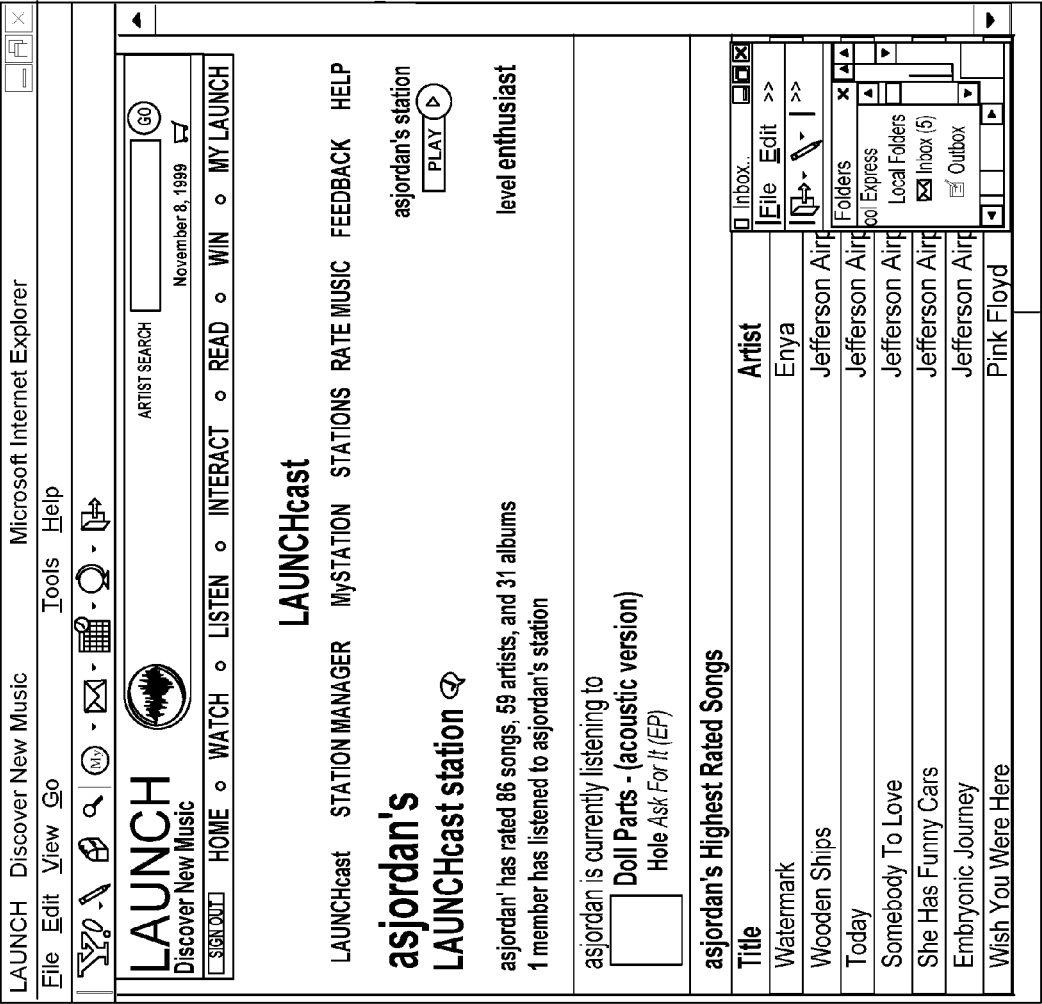 LAUNCH Discover New Music Microsoft Internet Explorer
File Edit View Go Tools Help
Y! My
LAUNCH
Discover New Music
ARTIST SEARCH GO
November 8, 1999
SIGN OUT HOME WATCH LISTEN INTERACT READ WIN MY LAUNCH
LAUNCHcast
LAUNCHcast STATION MANAGER MySTATION STATIONS RATE MUSIC FEEDBACK HELP
asjordan's
LAUNCHcast station
asjordan's station
PLAY
asjordan' has rated 86 songs, 59 artists, and 31 albums
1 member has listened to asjordan's station
level enthusiast
asjordan is currently listening to
Doll Parts - (acoustic version)
Hole Ask For It (EP)
asjordan's Highest Rated Songs
Title Artist
Watermark Enya
Wooden Ships Jefferson Airp
Today Jefferson Airp
Somebody To Love Jefferson Airp
She Has Funny Cars Jefferson Airp
Embryonic Journey Jefferson Airp
Wish You Were Here Pink Floyd
Inbox..
File Edit >>
>>
Folders
ool Express
Local Folders
Inbox (5)
Outbox